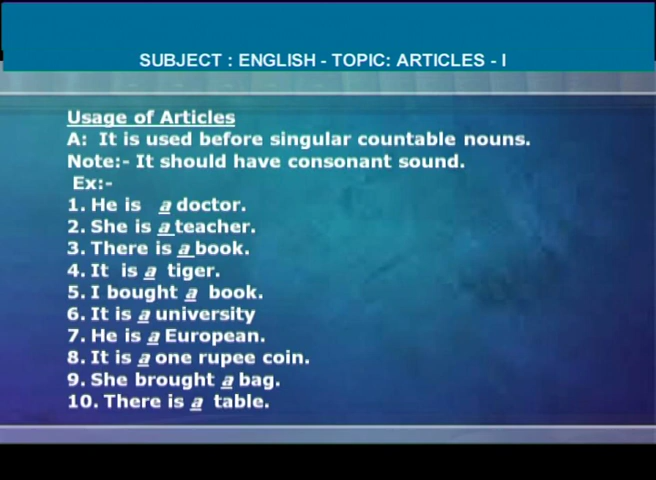 SUBJECT : ENGLISH - TOPIC: ARTICLES - I
Usage of Articles
A: It is used before singular countable nouns.
Note:- It should have consonant sound.
Ex:-
1. He is a doctor.
2. She is a teacher.
3. There is a book.
4. It is a tiger.
5. I bought a book.
6. It is a university
7. He is a European.
8. It is a one rupee coin.
9. She brought a bag.
10. There is a table.